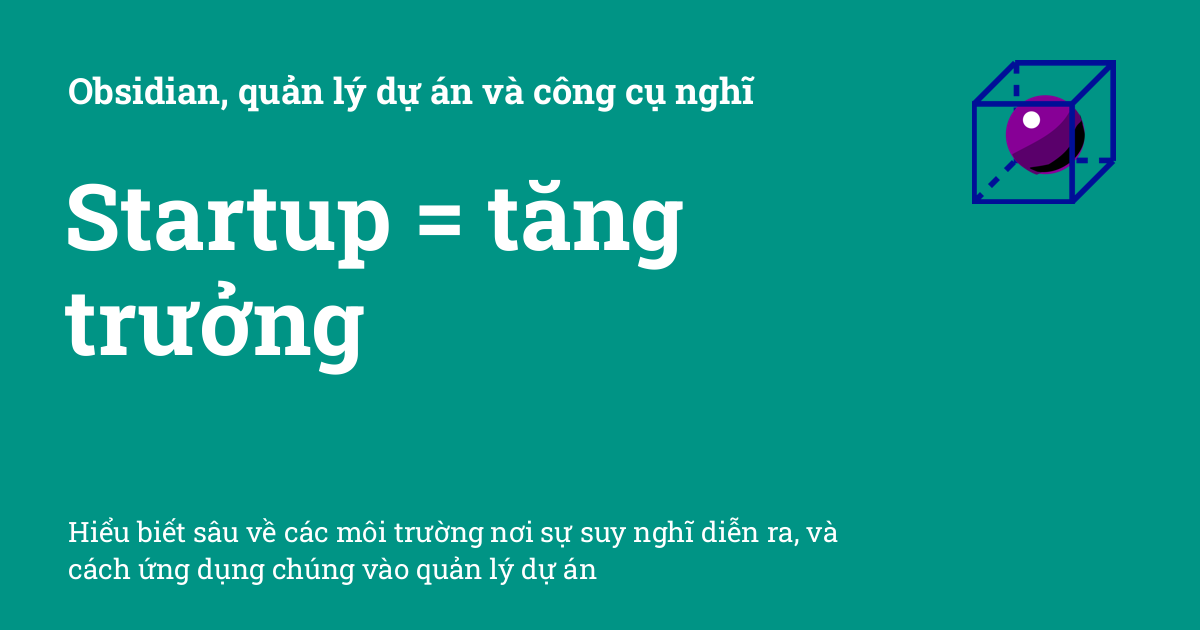 Obsidian, quản lý dự án và công cụ nghĩ
Startup = tăng
trưởng
Hiểu biết sâu về các môi trường nơi sự suy nghĩ diễn ra, và
cách ứng dụng chúng vào quản lý dự án